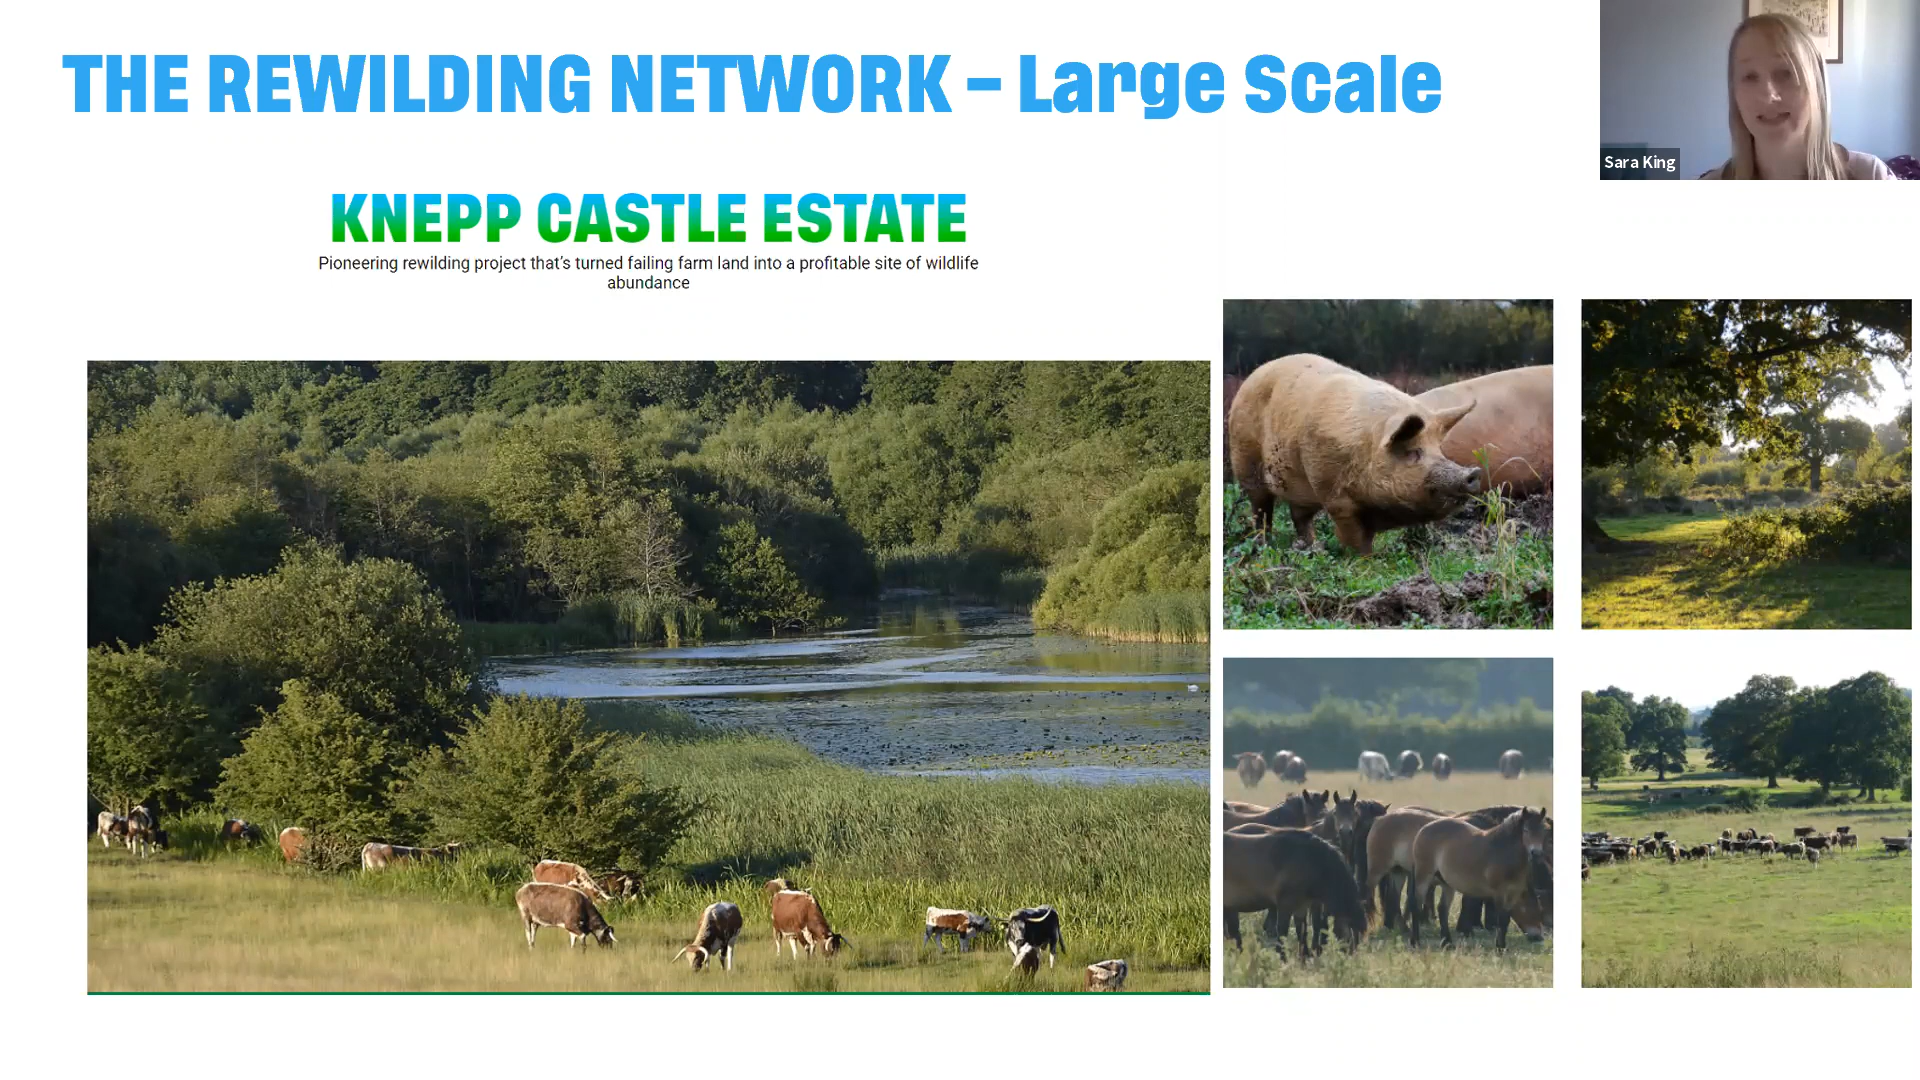 THE REWILDING NETWORK – Large Scale
Sara King
KNEPP CASTLE ESTATE
Pioneering rewilding project that’s turned failing farm land into a profitable site of wildlife
abundance